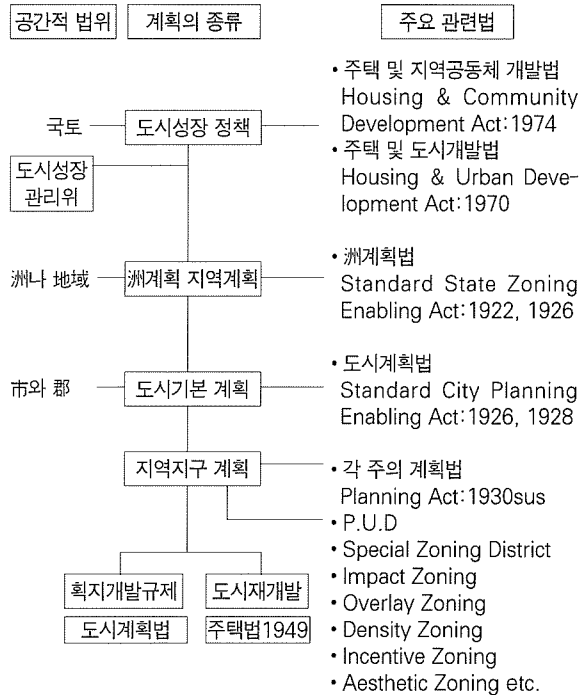 공간적 법위
계획의 종류
주요 관련법
국토
도시성장 정책
• 주택 및 지역공동체 개발법
Housing & Community
Development Act:1974
• 주택 및 도시개발법
Housing & Urban Deve-
lopment Act:1970
도시성장
관리위
洲나 地域
洲계획 지역계획
• 洲계획법
Standard State Zoning
Enabling Act:1922, 1926
市와 郡
도시기본 계획
• 도시계획법
Standard City Planning
Enabling Act:1926, 1928
지역지구 계획
• 각 주의 계획법
Planning Act:1930sus
• P.U.D
• Special Zoning District
• Impact Zoning
• Overlay Zoning
• Density Zoning
• Incentive Zoning
• Aesthetic Zoning etc.
획지개발규제
도시재개발
도시계획법
주택법1949